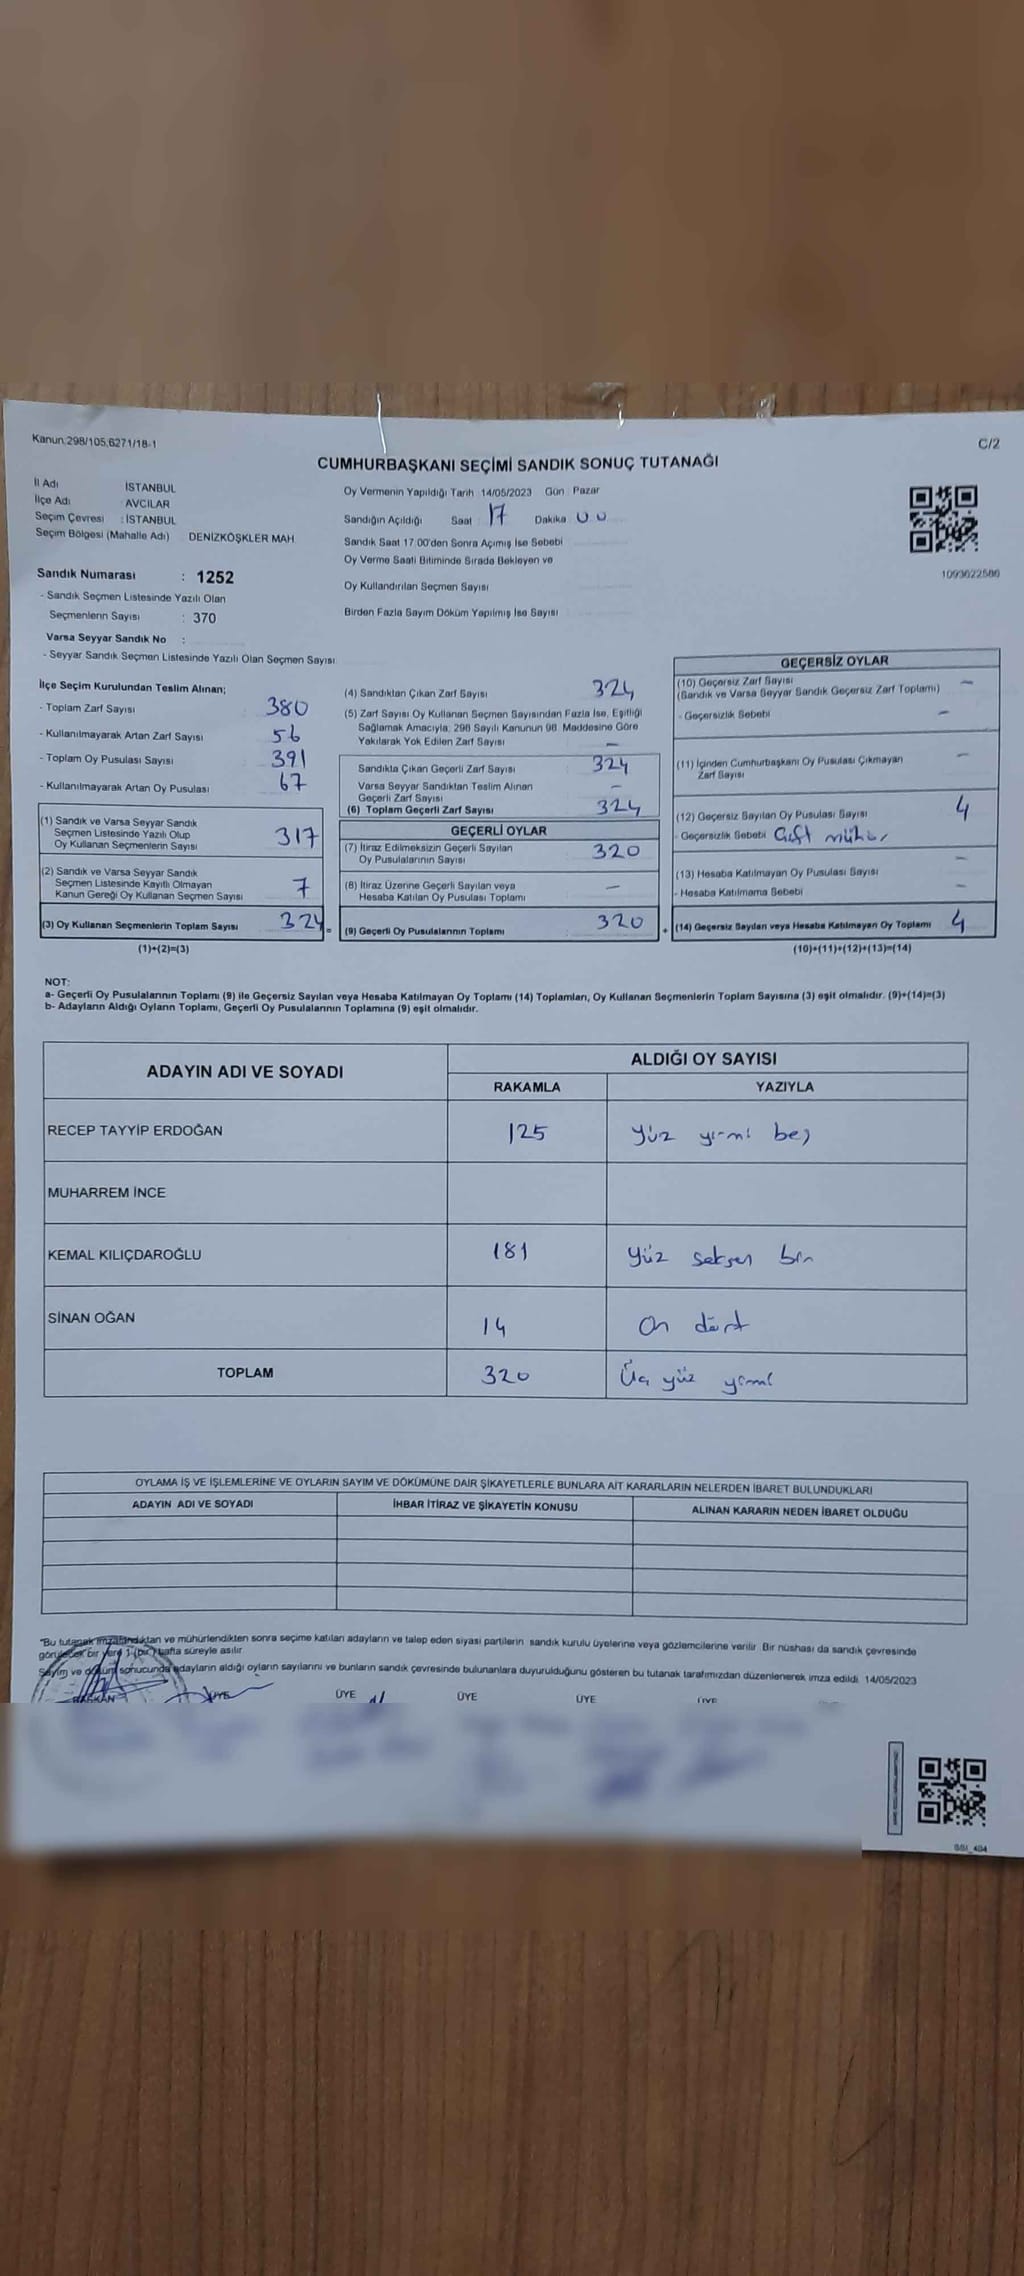 Kanun:298/105,6271/18-1
C/2
CUMHURBAŞKANI SEÇİMİ SANDIK SONUÇ TUTANAĞI
İl Adı İSTANBUL
İlçe Adı : AVCILAR
Seçim Çevresi : İSTANBUL
Seçim Bölgesi (Mahalle Adı) DENİZKÖŞKLER MAH
Sandık Numarası : 1252
- Sandık Seçmen Listesinde Yazılı Olan
Seçmenlerin Sayısı : 370
Varsa Seyyar Sandık No :
- Seyyar Sandık Seçmen Listesinde Yazılı Olan Seçmen Sayısı:
Oy Vermenin Yapıldığı Tarih 14/05/2023 Gün : Pazar
Sandığın Açıldığı Saat : 17 Dakika 00
Sandık Saat 17:00'den Sonra Açımış İse Sebebi
Oy Verme Saati Bitiminde Sırada Bekleyen ve
Oy Kullandırılan Seçmen Sayısı
Birden Fazla Sayım Döküm Yapılmış İse Sayısı
1093622586
İlçe Seçim Kurulundan Teslim Alınan;
- Toplam Zarf Sayısı 380
- Kullanılmayarak Artan Zarf Sayısı 56
- Toplam Oy Pusulası Sayısı 391
- Kullanılmayarak Artan Oy Pusulası 67
(1) Sandık ve Varsa Seyyar Sandık
Seçmen Listesinde Yazılı Olup
Oy Kullanan Seçmenlerin Sayısı 317
(2) Sandık ve Varsa Seyyar Sandık
Seçmen Listesinde Kayıtlı Olmayan
Kanun Gereği Oy Kullanan Seçmen Sayısı 7
(3) Oy Kullanan Seçmenlerin Toplam Sayısı 324 =
(1)+(2)=(3)
(4) Sandıktan Çıkan Zarf Sayısı 324
(5) Zarf Sayısı Oy Kullanan Seçmen Sayısından Fazla İse, Eşitliği
Sağlamak Amacıyla, 298 Sayılı Kanunun 98. Maddesine Göre
Yakılarak Yok Edilen Zarf Sayısı —
Sandıkta Çıkan Geçerli Zarf Sayısı 324
Varsa Seyyar Sandıktan Teslim Alınan
Geçerli Zarf Sayısı —
(6) Toplam Geçerli Zarf Sayısı 324
GEÇERLİ OYLAR
(7) İtiraz Edilmeksizin Geçerli Sayılan
Oy Pusulalarının Sayısı 320
(8) İtiraz Üzerine Geçerli Sayılan veya
Hesaba Katılan Oy Pusulası Toplamı —
(9) Geçerli Oy Pusulalarının Toplamı : 320 +
GEÇERSİZ OYLAR
(10) Geçersiz Zarf Sayısı —
(Sandık ve Varsa Seyyar Sandık Geçersiz Zarf Toplamı)
- Geçersizlik Sebebi —
(11) İçinden Cumhurbaşkanı Oy Pusulası Çıkmayan
Zarf Sayısı —
(12) Geçersiz Sayılan Oy Pusulası Sayısı 4
- Geçersizlik Sebebi Çift mühür
(13) Hesaba Katılmayan Oy Pusulası Sayısı —
- Hesaba Katılmama Sebebi —
(14) Geçersiz Sayılan veya Hesaba Katılmayan Oy Toplamı 4
(10)+(11)+(12)+(13)=(14)
NOT:
a- Geçerli Oy Pusulalarının Toplamı (9) ile Geçersiz Sayılan veya Hesaba Katılmayan Oy Toplamı (14) Toplamları, Oy Kullanan Seçmenlerin Toplam Sayısına (3) eşit olmalıdır. (9)+(14)=(3)
b- Adayların Aldığı Oyların Toplamı, Geçerli Oy Pusulalarının Toplamına (9) eşit olmalıdır.
ADAYIN ADI VE SOYADI ALDIĞI OY SAYISI
RAKAMLA YAZIYLA
RECEP TAYYİP ERDOĞAN 125 yüz yirmi beş
MUHARREM İNCE
KEMAL KILIÇDAROĞLU 181 yüz seksen bir
SİNAN OĞAN 14 on dört
TOPLAM 320 Üç yüz yirmi
OYLAMA İŞ VE İŞLEMLERİNE VE OYLARIN SAYIM VE DÖKÜMÜNE DAİR ŞİKAYETLERLE BUNLARA AİT KARARLARIN NELERDEN İBARET BULUNDUKLARI
ADAYIN ADI VE SOYADI İHBAR İTİRAZ VE ŞİKAYETİN KONUSU ALINAN KARARIN NEDEN İBARET OLDUĞU
"Bu tutanak imzalandıktan ve mühürlendikten sonra seçime katılan adayların ve talep eden siyasi partilerin sandık kurulu üyelerine veya gözlemcilerine verilir. Bir nüshası da sandık çevresinde
görülecek bir yere 1 (bir) hafta süreyle asılır.
Sayım ve döküm sonucunda adayların aldığı oyların sayılarını ve bunların sandık çevresinde bulunanlara duyurulduğunu gösteren bu tutanak tarafımızdan düzenlenerek imza edildi. 14/05/2023
BAŞKAN ÜYE ÜYE ÜYE ÜYE ÜYE